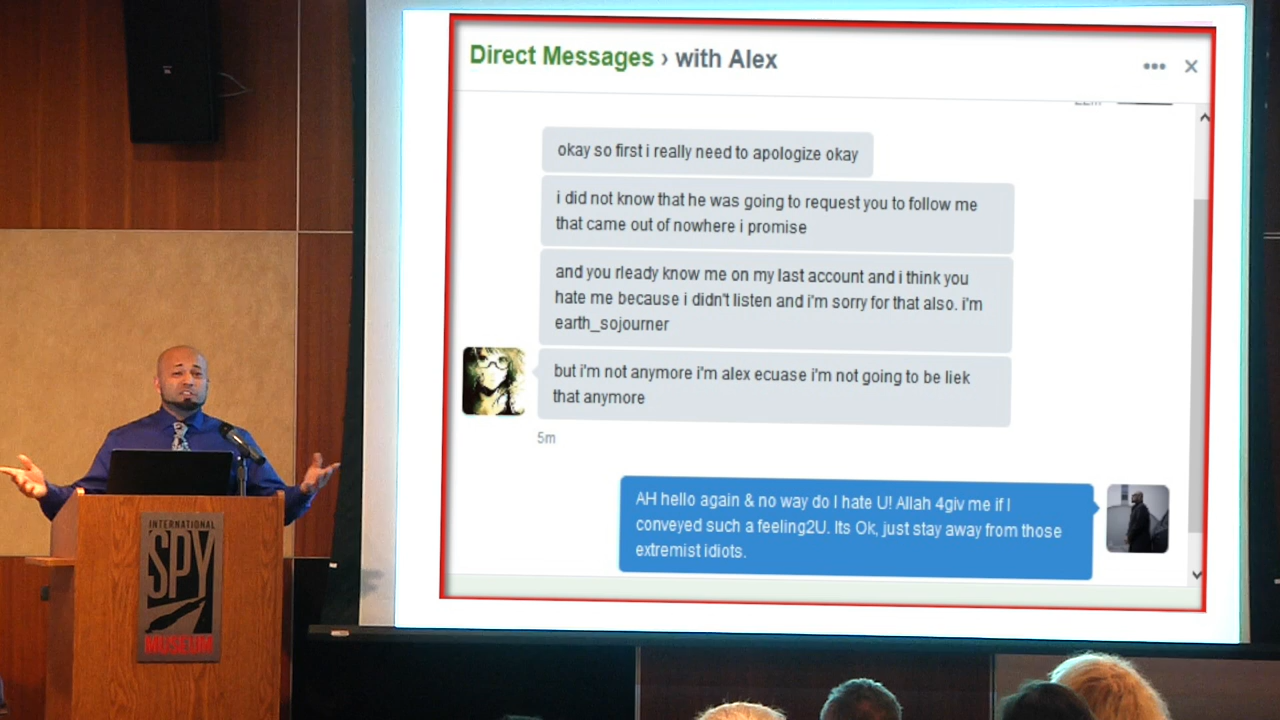 Direct Messages › with Alex
okay so first i really need to apologize okay
i did not know that he was going to request you to follow me
that came out of nowhere i promise
and you rleady know me on my last account and i think you
hate me because i didn't listen and i'm sorry for that also. i'm
earth_sojourner
but i'm not anymore i'm alex ecuase i'm not going to be liek
that anymore
5m
AH hello again & no way do I hate U! Allah 4giv me if I
conveyed such a feeling2U. Its Ok, just stay away from those
extremist idiots.
INTERNATIONAL
SPY
MUSEUM